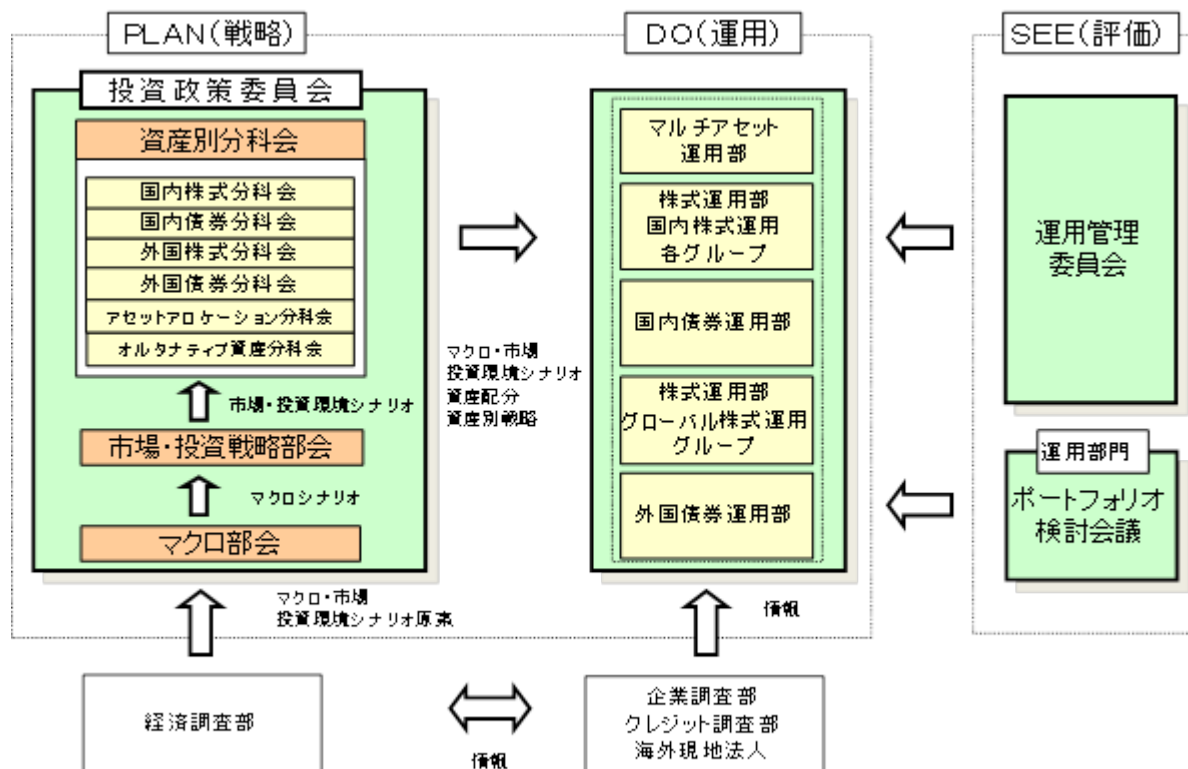 PLAN(戦略)
投資政策委員会
資産別分科会
国内株式分科会
国内債券分科会
外国株式分科会
外国債券分科会
アセットアロケーション分科会
オルタナティブ資産分科会
市場・投資環境シナリオ
市場・投資戦略部会
マクロシナリオ
マクロ部会
マクロ・市場
投資環境シナリオ原案
経済調査部
マクロ・市場
投資環境シナリオ
資産配分
資産別戦略
DO(運用)
マルチアセット
運用部
株式運用部
国内株式運用
各グループ
国内債券運用部
株式運用部
グローバル株式運用
グループ
外国債券運用部
情報
情報
企業調査部
クレジット調査部
海外現地法人
SEE(評価)
運用管理
委員会
運用部門
ポートフォリオ
検討会議